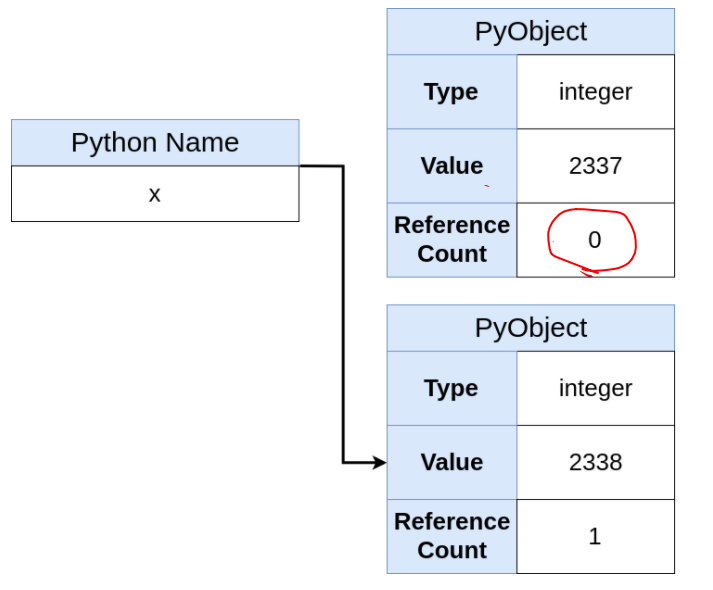 PyObject
Type integer
Python Name
Value 2337
x
Reference
Count 0
PyObject
Type integer
Value 2338
Reference
Count 1